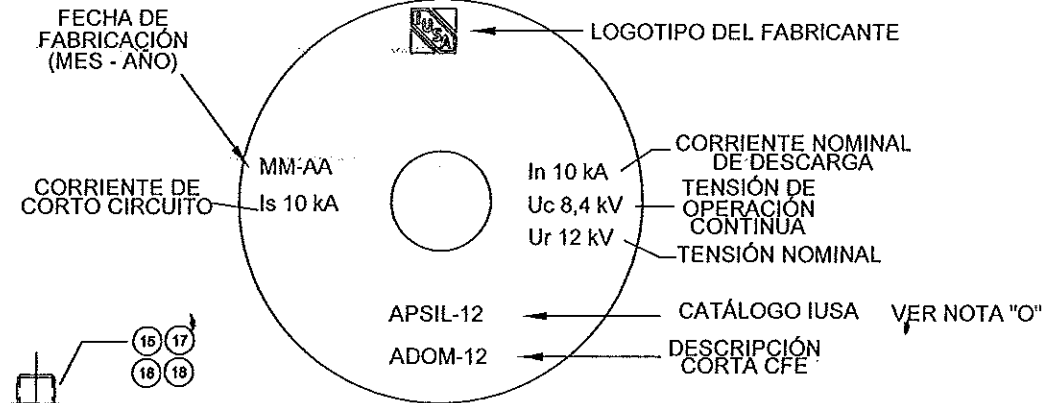 FECHA DE
FABRICACIÓN
(MES - AÑO)
IUSA
LOGOTIPO DEL FABRICANTE
MM-AA
CORRIENTE DE
CORTO CIRCUITO
Is 10 kA
In 10 kA
CORRIENTE NOMINAL
DE DESCARGA
Uc 8,4 kV
TENSIÓN DE
OPERACIÓN
CONTINUA
Ur 12 kV
TENSIÓN NOMINAL
APSIL-12
CATÁLOGO IUSA
VER NOTA "O"
ADOM-12
DESCRIPCIÓN
CORTA CFE
15 17
16 18